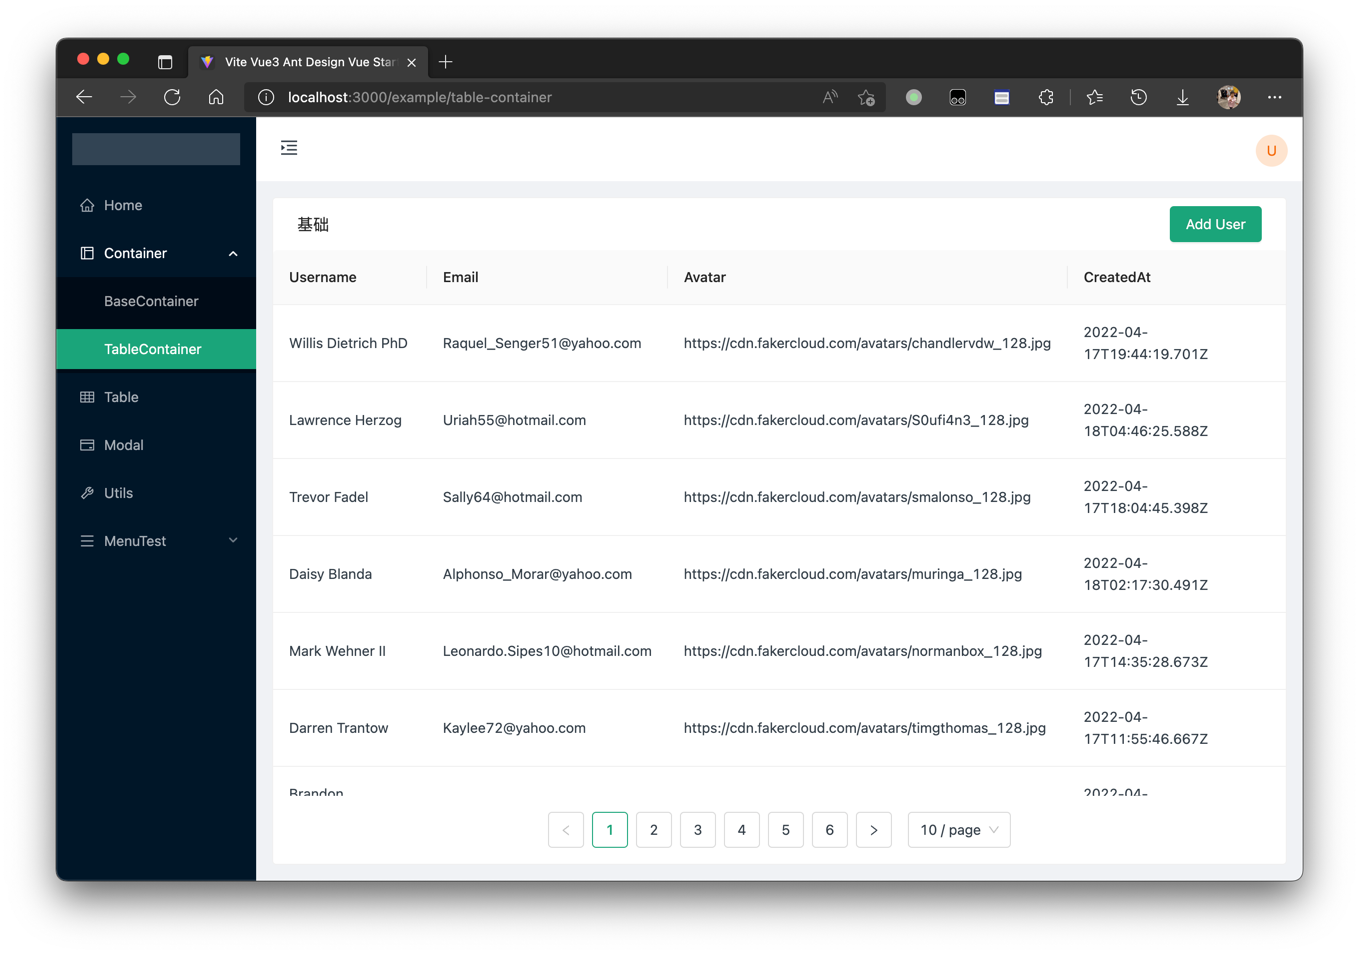 Vite Vue3 Ant Design Vue Star
localhost:3000/example/table-container
U
Home
Container
BaseContainer
TableContainer
Table
Modal
Utils
MenuTest
基础
Add User
Username Email Avatar CreatedAt
Willis Dietrich PhD Raquel_Senger51@yahoo.com https://cdn.fakercloud.com/avatars/chandlervdw_128.jpg 2022-04-
17T19:44:19.701Z
Lawrence Herzog Uriah55@hotmail.com https://cdn.fakercloud.com/avatars/S0ufi4n3_128.jpg 2022-04-
18T04:46:25.588Z
Trevor Fadel Sally64@hotmail.com https://cdn.fakercloud.com/avatars/smalonso_128.jpg 2022-04-
17T18:04:45.398Z
Daisy Blanda Alphonso_Morar@yahoo.com https://cdn.fakercloud.com/avatars/muringa_128.jpg 2022-04-
18T02:17:30.491Z
Mark Wehner II Leonardo.Sipes10@hotmail.com https://cdn.fakercloud.com/avatars/normanbox_128.jpg 2022-04-
17T14:35:28.673Z
Darren Trantow Kaylee72@yahoo.com https://cdn.fakercloud.com/avatars/timgthomas_128.jpg 2022-04-
17T11:55:46.667Z
Brandon 2022-04-
< 1 2 3 4 5 6 > 10 / page